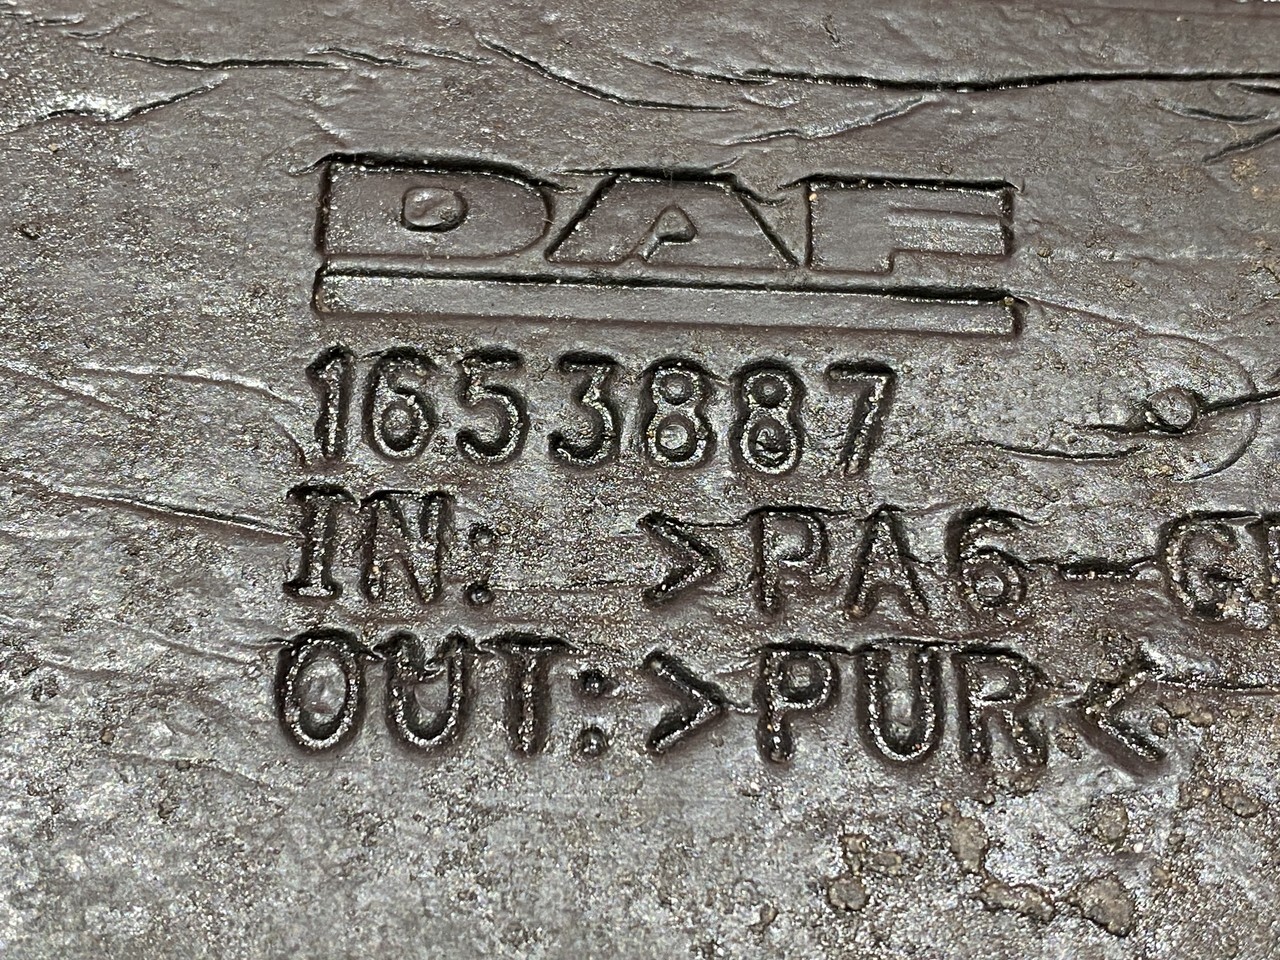 DAF
1653887
IN: >PA6-G
OUT:>PUR<